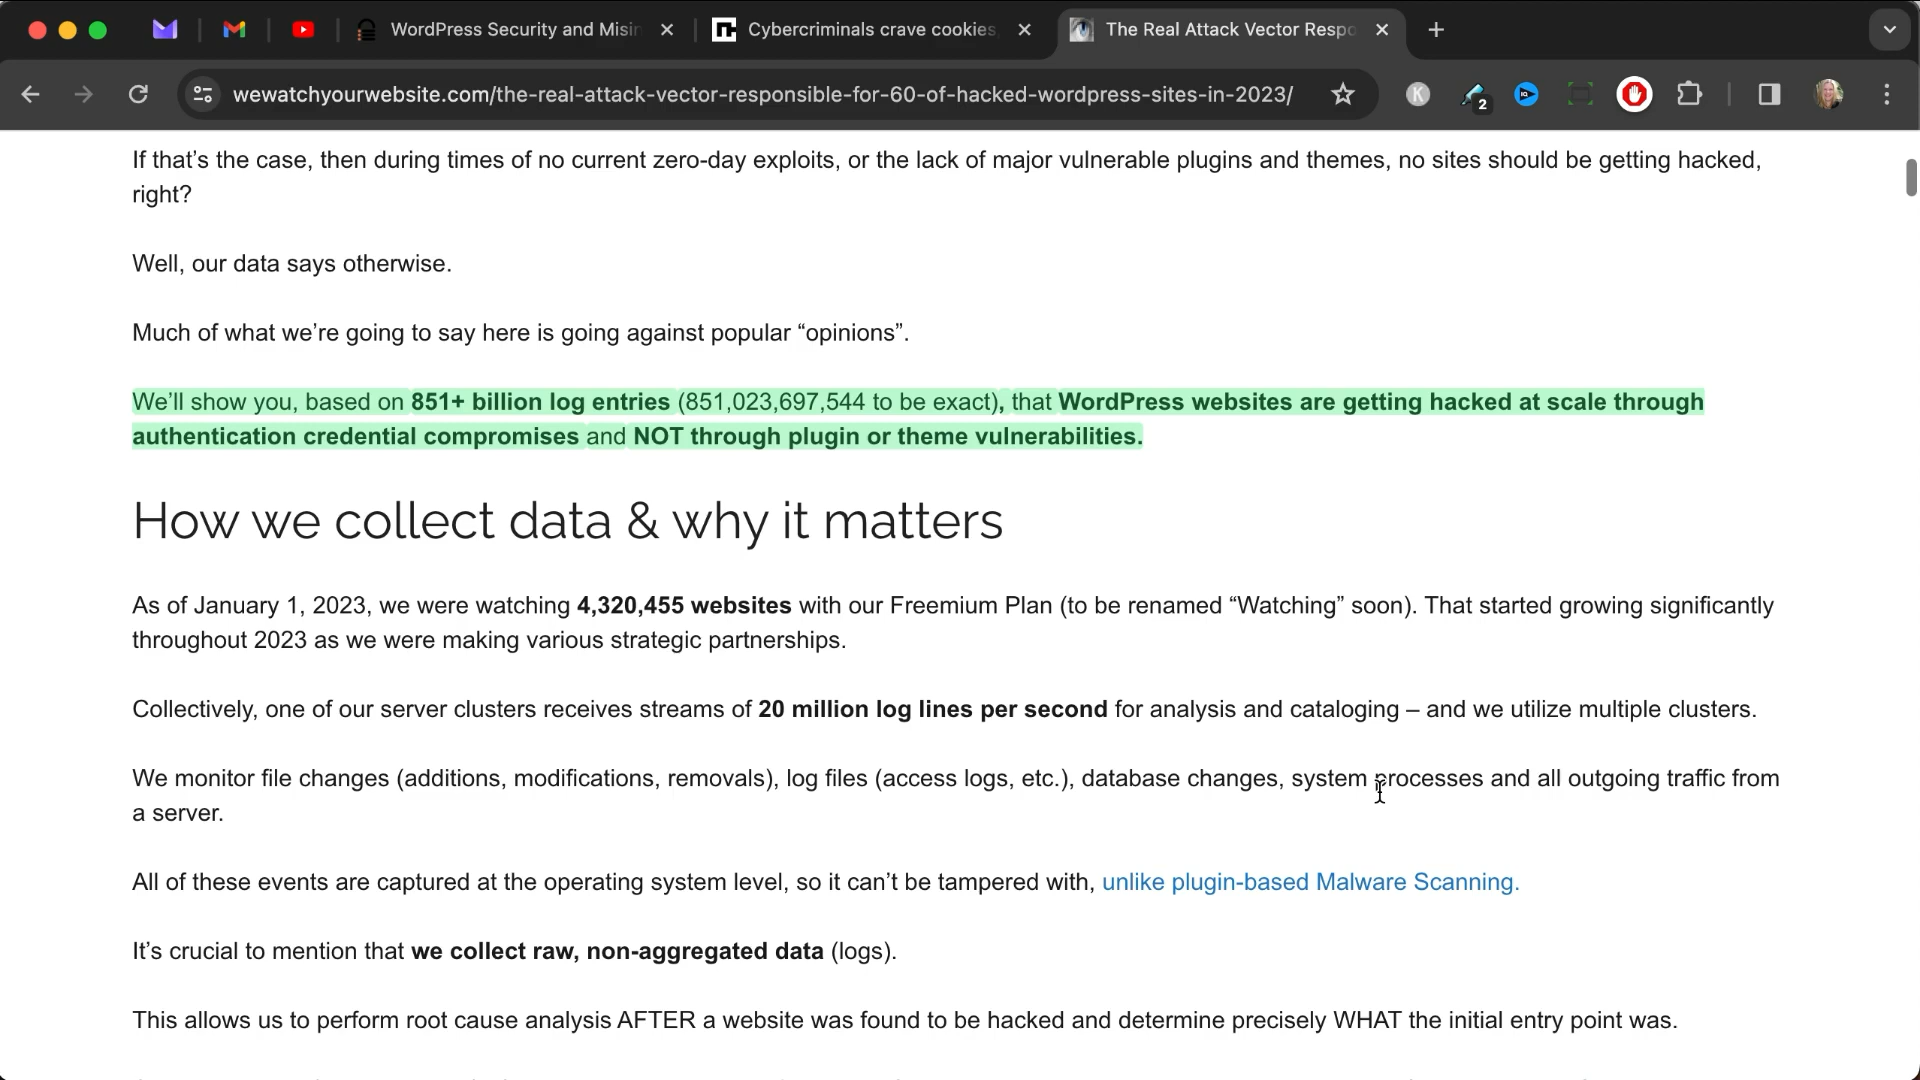 WordPress Security and Misin
Cybercriminals crave cookies,
The Real Attack Vector Respo
wewatchyourwebsite.com/the-real-attack-vector-responsible-for-60-of-hacked-wordpress-sites-in-2023/
K
2
If that’s the case, then during times of no current zero-day exploits, or the lack of major vulnerable plugins and themes, no sites should be getting hacked,
right?
Well, our data says otherwise.
Much of what we’re going to say here is going against popular “opinions”.
We’ll show you, based on 851+ billion log entries (851,023,697,544 to be exact), that WordPress websites are getting hacked at scale through
authentication credential compromises and NOT through plugin or theme vulnerabilities.
How we collect data & why it matters
As of January 1, 2023, we were watching 4,320,455 websites with our Freemium Plan (to be renamed “Watching” soon). That started growing significantly
throughout 2023 as we were making various strategic partnerships.
Collectively, one of our server clusters receives streams of 20 million log lines per second for analysis and cataloging – and we utilize multiple clusters.
We monitor file changes (additions, modifications, removals), log files (access logs, etc.), database changes, system processes and all outgoing traffic from
a server.
All of these events are captured at the operating system level, so it can’t be tampered with, unlike plugin-based Malware Scanning.
It’s crucial to mention that we collect raw, non-aggregated data (logs).
This allows us to perform root cause analysis AFTER a website was found to be hacked and determine precisely WHAT the initial entry point was.